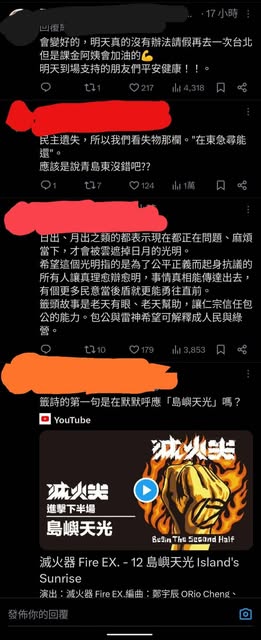 · 17 小時
回覆
會變好的，明天真的沒有辦法請假再去一次台北
但是課金阿姨會加油的💪
明天到場支持的朋友們平安健康！！。
1 217 4,318
民主遺失，所以我們看失物那欄。"在東急尋能
還"。
應該是說青島東沒錯吧??
1 7 124 1萬
日出、月出之類的都表示現在都正在問題、麻煩
當下，才會被雲遮掉日月的光明。
希望這個光明指的是為了公平正義而起身抗議的
所有人讓真理愈辯愈明，事情真相能傳達出去，
有個更多民意當後盾就更能勇往直前。
籤頭故事是老天有眼、老天幫助，讓仁宗信任包
公的能力。包公與雷神希望可解釋成人民與綠
營。
10 179 3,853
籤詩的第一句是在默默呼應「島嶼天光」嗎？
YouTube
滅火器
滅火器
進擊下半場
島嶼天光
Begin The Second Half
滅火器 Fire EX. - 12 島嶼天光 Island's
Sunrise
演出：滅火器 Fire EX.編曲：鄭宇辰 ORio Cheng、
發佈你的回覆